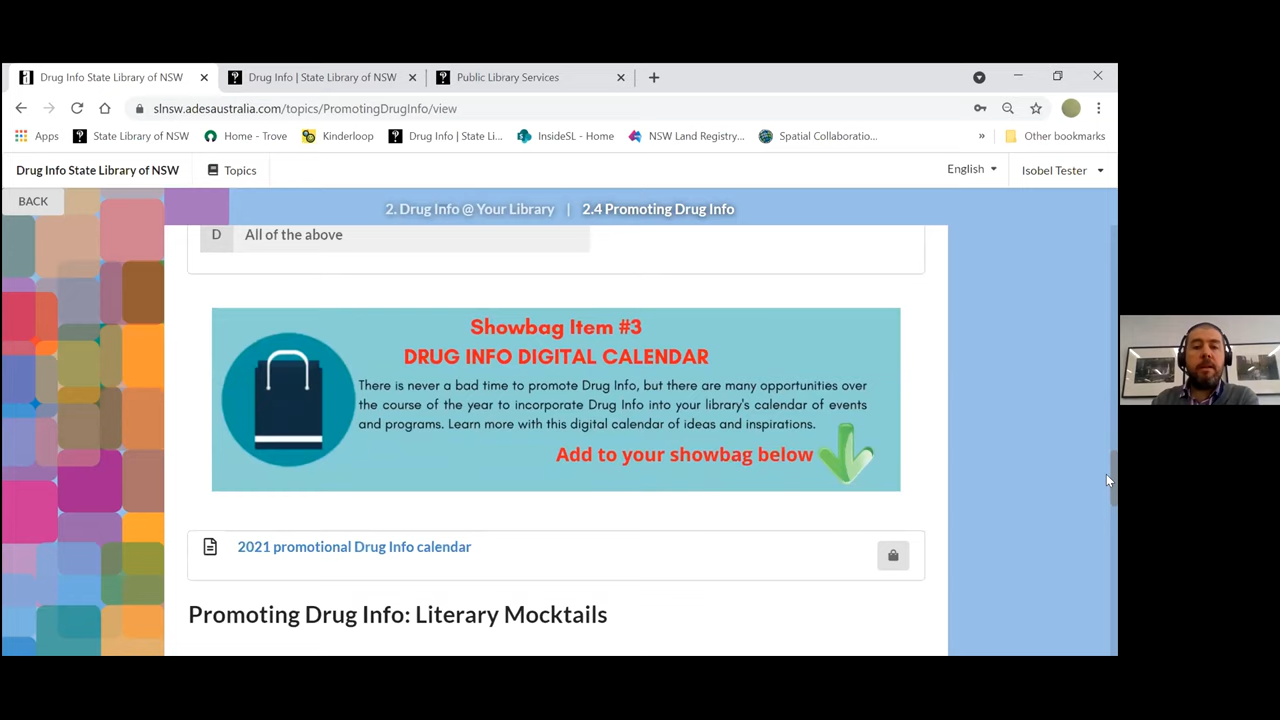 Drug Info State Library of NSW
Drug Info | State Library of NSW
Public Library Services
slnsw.adesaustralia.com/topics/PromotingDrugInfo/view
Apps
State Library of NSW
Home - Trove
Kinderloop
Drug Info | State Li...
InsideSL - Home
NSW Land Registry...
Spatial Collaboratio...
»
Other bookmarks
Drug Info State Library of NSW
Topics
English
Isobel Tester
BACK
2. Drug Info @ Your Library | 2.4 Promoting Drug Info
D All of the above
Showbag Item #3
DRUG INFO DIGITAL CALENDAR
There is never a bad time to promote Drug Info, but there are many opportunities over
the course of the year to incorporate Drug Info into your library's calendar of events
and programs. Learn more with this digital calendar of ideas and inspirations.
Add to your showbag below
2021 promotional Drug Info calendar
Promoting Drug Info: Literary Mocktails